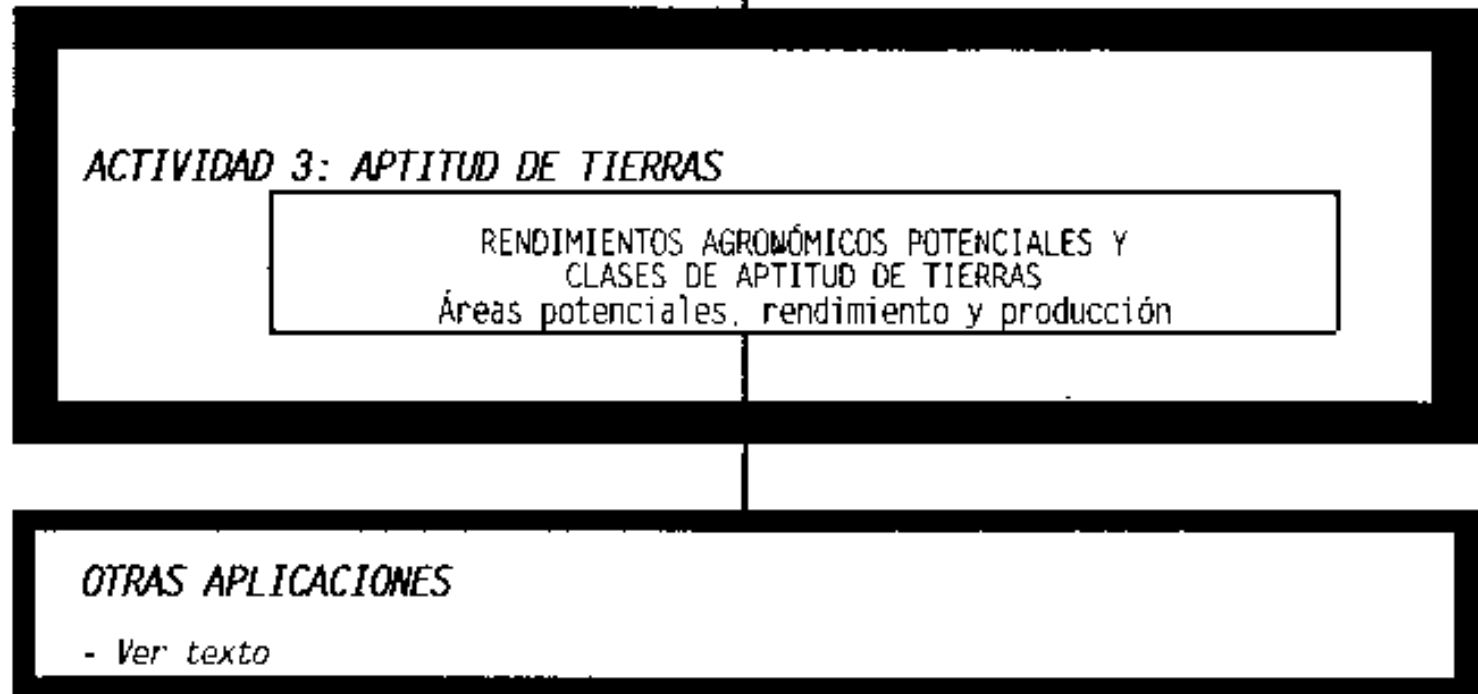 ACTIVIDAD 3: APTITUD DE TIERRAS
RENDIMIENTOS AGRONÓMICOS POTENCIALES Y
CLASES DE APTITUD DE TIERRAS
Áreas potenciales, rendimiento y producción
OTRAS APLICACIONES
- Ver texto